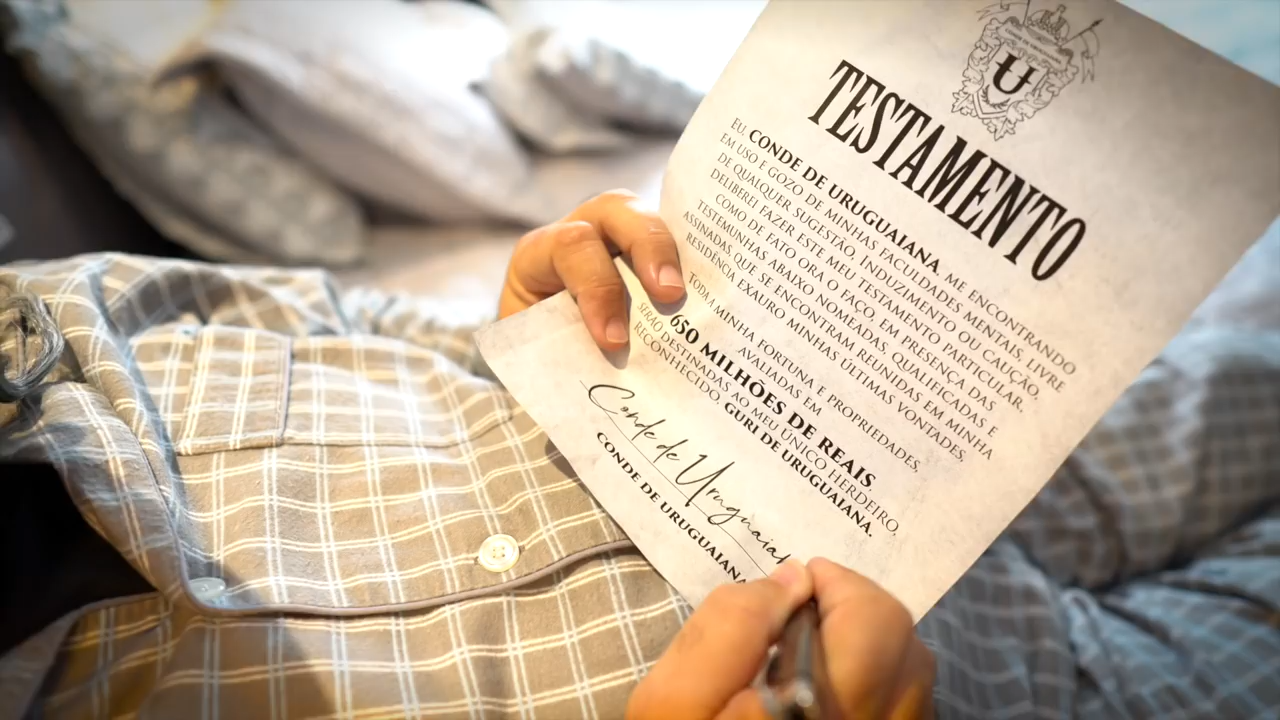 CONDE DE URUGUAIANA
U
TESTAMENTO
EU, CONDE DE URUGUAIANA, ME ENCONTRANDO
EM USO E GOZO DE MINHAS FACULDADES MENTAIS, LIVRE
DE QUALQUER SUGESTÃO, INDUZIMENTO OU CAUÇÃO,
DELIBEREI FAZER ESTE MEU TESTAMENTO PARTICULAR,
COMO DE FATO ORA O FAÇO, EM PRESENÇA DAS
TESTEMUNHAS ABAIXO NOMEADAS, QUALIFICADAS E
ASSINADAS, QUE SE ENCONTRAM REUNIDAS EM MINHA
RESIDÊNCIA EXAURO MINHAS ÚLTIMAS VONTADES,
TODA A MINHA FORTUNA E PROPRIEDADES,
AVALIADAS EM
650 MILHÕES DE REAIS,
SERÃO DESTINADAS AO MEU ÚNICO HERDEIRO,
RECONHECIDO, GURI DE URUGUAIANA.
Conde de Uruguaian
CONDE DE URUGUAIANA